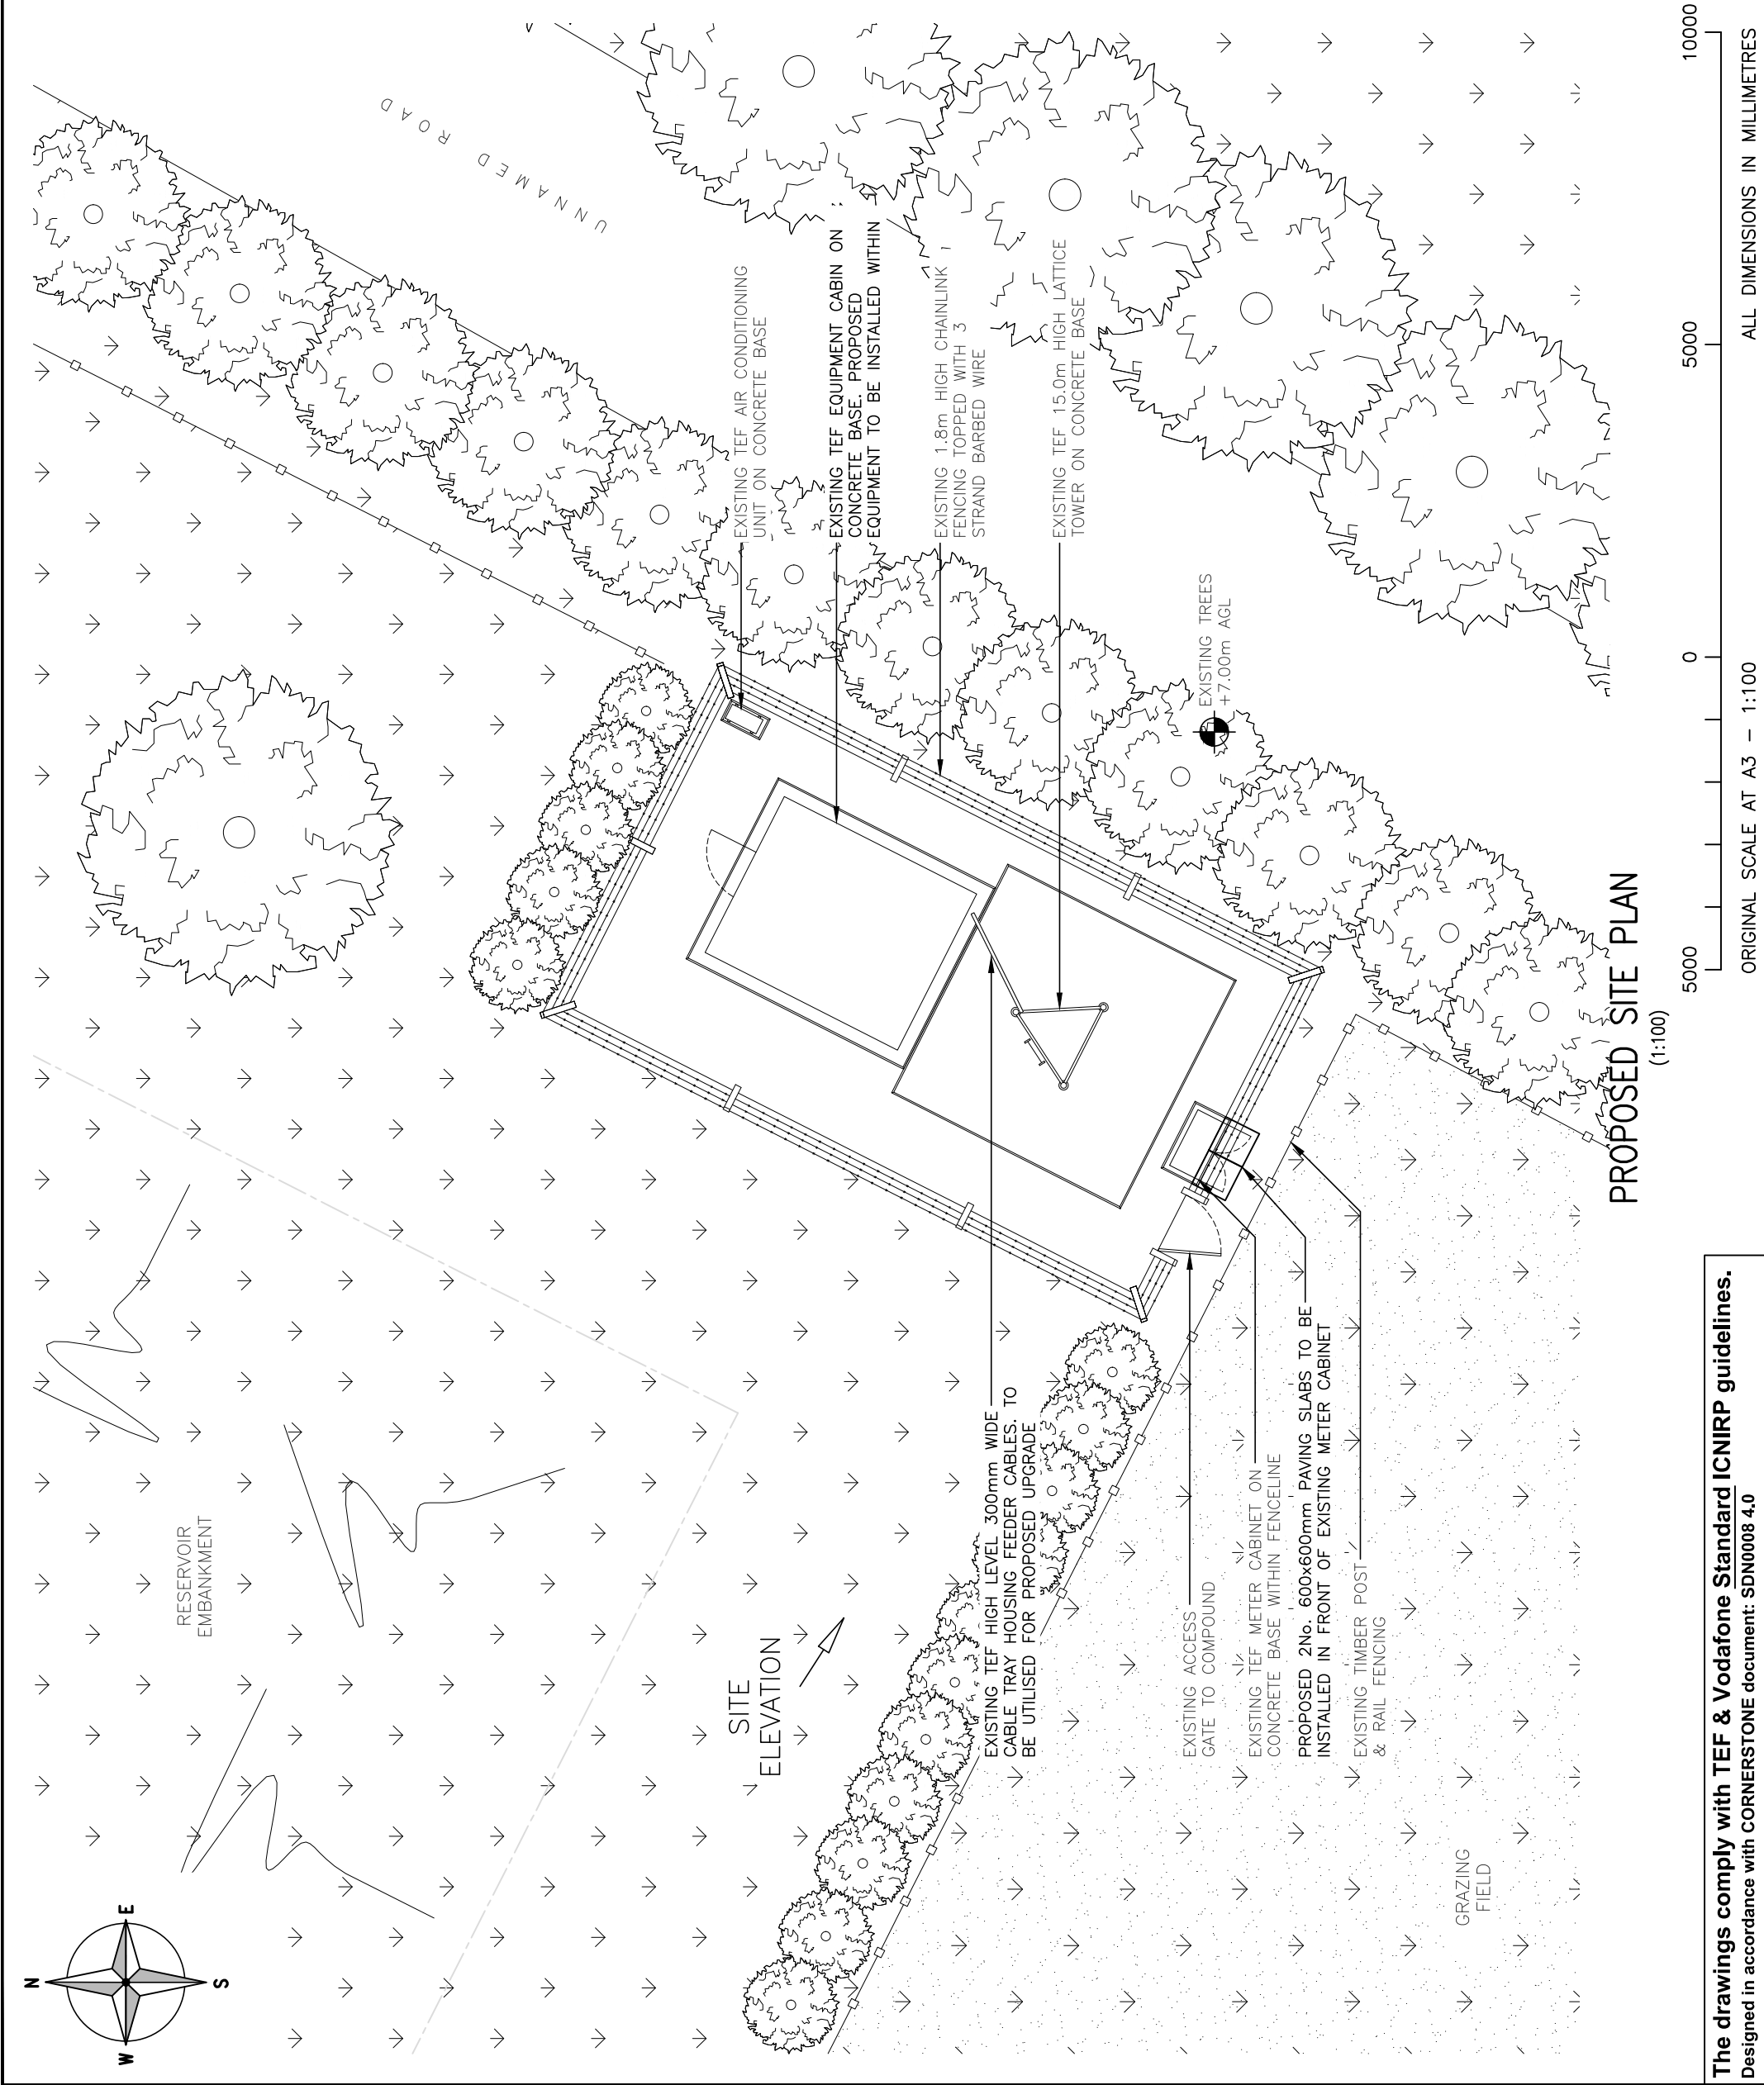 N
E
S
W
RESERVOIR
EMBANKMENT
UNNAMED ROAD
SITE
ELEVATION
EXISTING TEF AIR CONDITIONING
UNIT ON CONCRETE BASE
EXISTING TEF EQUIPMENT CABIN ON
CONCRETE BASE. PROPOSED
EQUIPMENT TO BE INSTALLED WITHIN
EXISTING 1.8m HIGH CHAINLINK
FENCING TOPPED WITH 3
STRAND BARBED WIRE
EXISTING TEF 15.0m HIGH LATTICE
TOWER ON CONCRETE BASE
EXISTING TREES
+7.00m AGL
EXISTING TEF HIGH LEVEL 300mm WIDE
CABLE TRAY HOUSING FEEDER CABLES. TO
BE UTILISED FOR PROPOSED UPGRADE
EXISTING ACCESS
GATE TO COMPOUND
EXISTING TEF METER CABINET ON
CONCRETE BASE WITHIN FENCELINE
PROPOSED 2No. 600x600mm PAVING SLABS TO BE
INSTALLED IN FRONT OF EXISTING METER CABINET
EXISTING TIMBER POST
& RAIL FENCING
GRAZING
FIELD
PROPOSED SITE PLAN
(1:100)
5000 0 5000 10000
ORIGINAL SCALE AT A3 – 1:100 ALL DIMENSIONS IN MILLIMETRES
The drawings comply with TEF & Vodafone Standard ICNIRP guidelines.
Designed in accordance with CORNERSTONE document: SDN0008 4.0